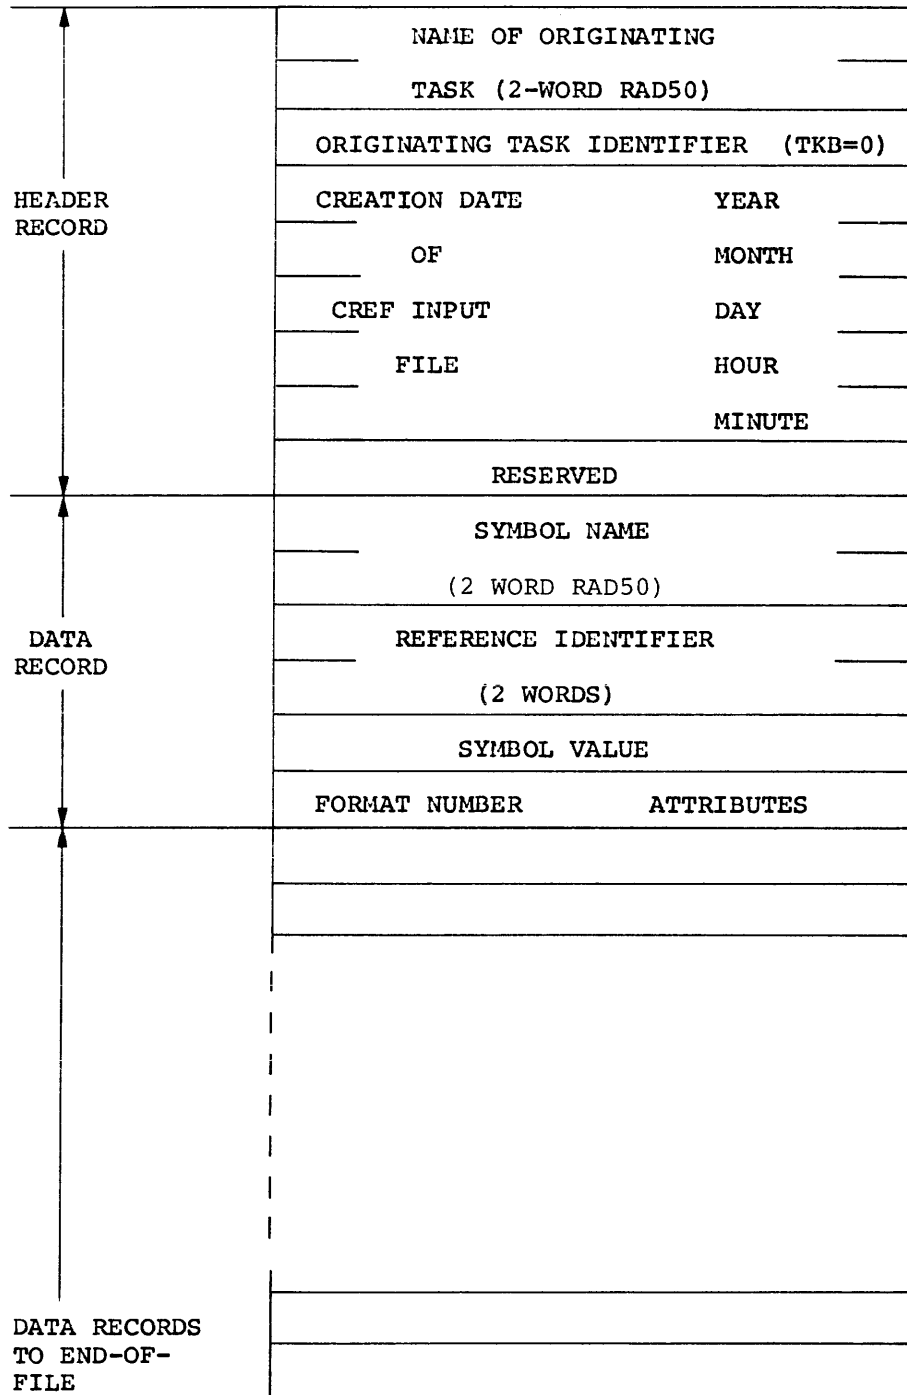 NAME OF ORIGINATING
TASK (2-WORD RAD50)
ORIGINATING TASK IDENTIFIER (TKB=0)
HEADER
RECORD
CREATION DATE YEAR
OF MONTH
CREF INPUT DAY
FILE HOUR
MINUTE
RESERVED
SYMBOL NAME
(2 WORD RAD50)
DATA
RECORD
REFERENCE IDENTIFIER
(2 WORDS)
SYMBOL VALUE
FORMAT NUMBER ATTRIBUTES
DATA RECORDS
TO END-OF-
FILE